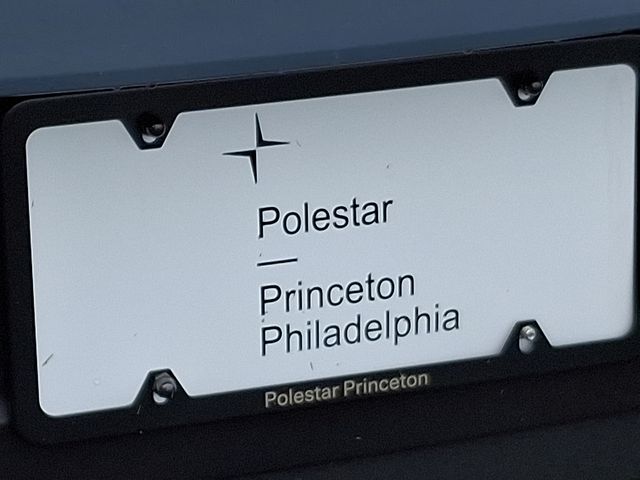 Polestar
—
Princeton
Philadelphia
Polestar Princeton